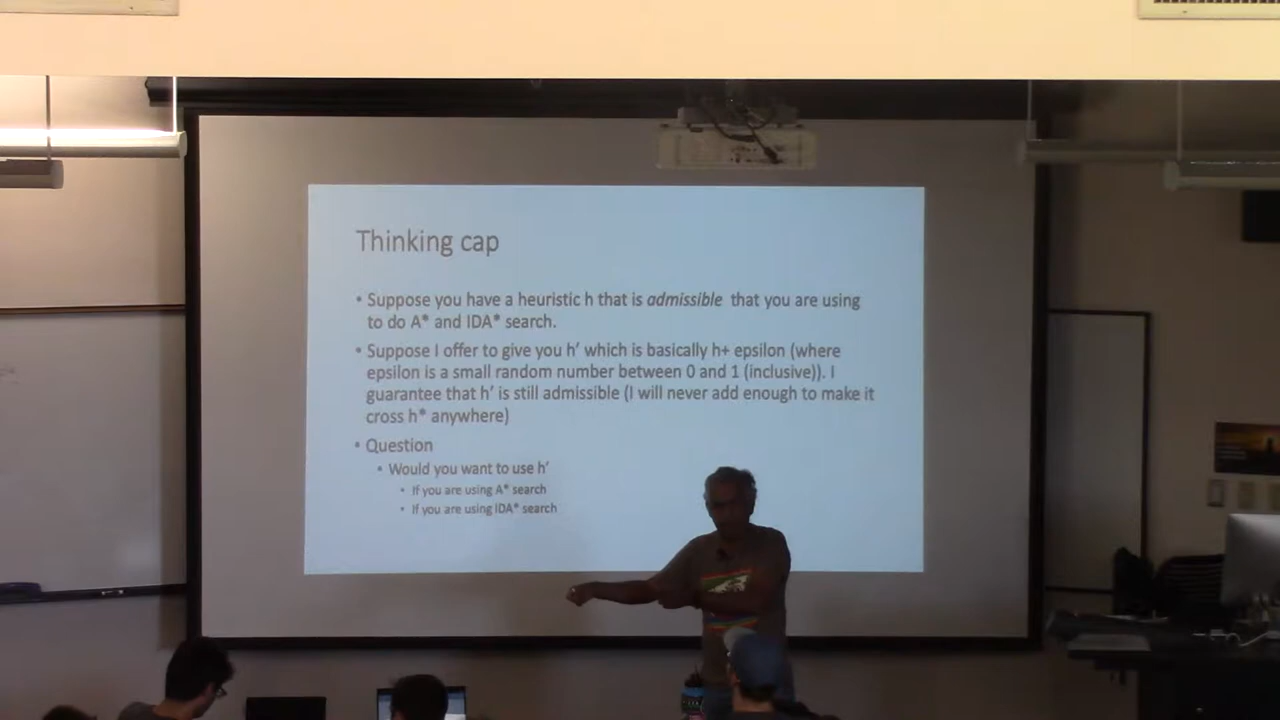 Thinking cap
• Suppose you have a heuristic h that is admissible that you are using
to do A* and IDA* search.
• Suppose I offer to give you h’ which is basically h+ epsilon (where
epsilon is a small random number between 0 and 1 (inclusive)). I
guarantee that h’ is still admissible (I will never add enough to make it
cross h* anywhere)
• Question
• Would you want to use h’
• If you are using A* search
• If you are using IDA* search